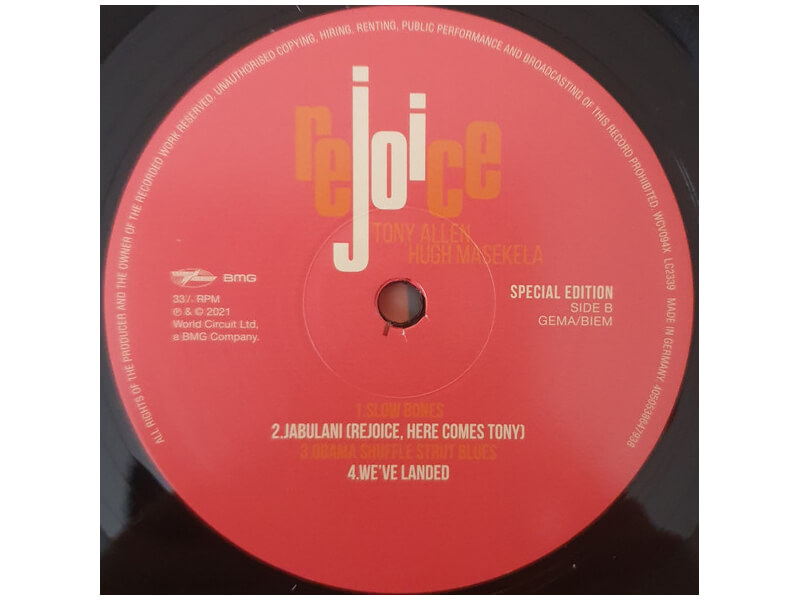 ALL RIGHTS OF THE PRODUCER AND THE OWNER OF THE RECORDED WORK RESERVED. UNAUTHORISED COPYING, HIRING, RENTING, PUBLIC PERFORMANCE AND BROADCASTING OF THIS RECORD PROHIBITED. WCV094X LC2339 MADE IN GERMANY 4050538647938
rejoice
TONY ALLEN
HUGH MASEKELA
BMG
33⅓ RPM
℗ & © 2021
World Circuit Ltd,
a BMG Company.
SPECIAL EDITION
SIDE B
GEMA/BIEM
1.SLOW BONES
2.JABULANI (REJOICE, HERE COMES TONY)
3.OBAMA SHUFFLE STRUT BLUES
4.WE'VE LANDED